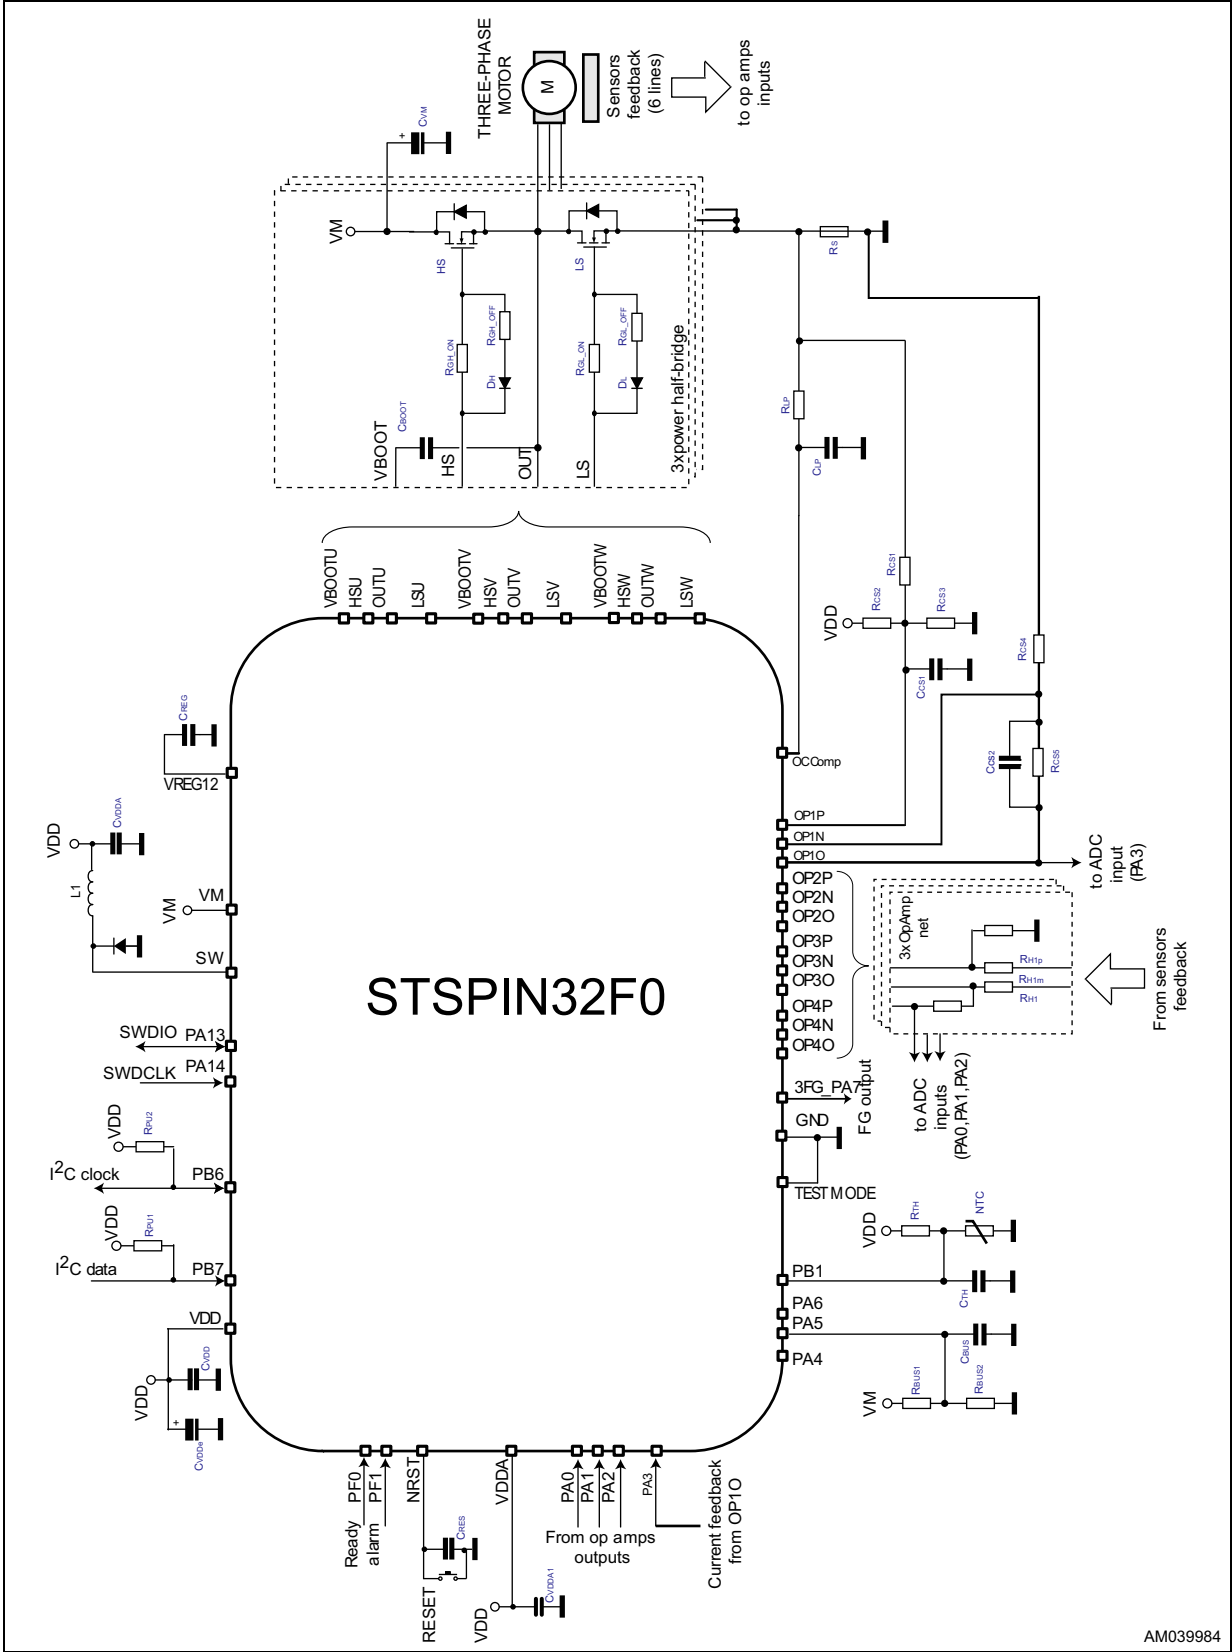 THREE-PHASE
MOTOR
M
Sensors
feedback
(6 lines)
to op amps
inputs
CVM
+
VM
HS
LS
RS
RGH_ON
RGH_OFF
DH
RGL_ON
RGL_OFF
DL
3xpower half-bridge
VBOOT
CBOOT
HS
OUT
LS
RLP
CLP
VBOOTU
HSU
OUTU
LSU
VBOOTV
HSV
OUTV
LSV
VBOOTW
HSW
OUTW
LSW
RCS1
VDD
RCS2
RCS3
CCS1
RCS4
CCS2
RCS5
CREG
VREG12
VDD
CVDDA
L1
VM
VM
SW
OCComp
OP1P
OP1N
OP1O
to ADC
input
(PA3)
OP2P
OP2N
OP2O
OP3P
OP3N
OP3O
OP4P
OP4N
OP4O
3xOpAmp
net
RH1p
RH1m
RH1
From sensors
feedback
to ADC
inputs
(PA0,PA1,PA2)
STSPIN32F0
SWDIO PA13
SWDCLK PA14
3FG_PA7
FG output
GND
TESTMODE
VDD
RPU2
I2C clock PB6
VDD
RPU1
I2C data PB7
VDD
VDD
CVDD
+
CVDDe
VDD
RTH
NTC
PB1
CTH
PA6
PA5
PA4
CBUS
VM
RBUS1
RBUS2
Ready
PF0
alarm
PF1
NRST
RESET
CRES
VDDA
VDD
CVDDA1
PA0
PA1
PA2
From op amps
outputs
PA3
Current feedback
from OP1O
AM039984